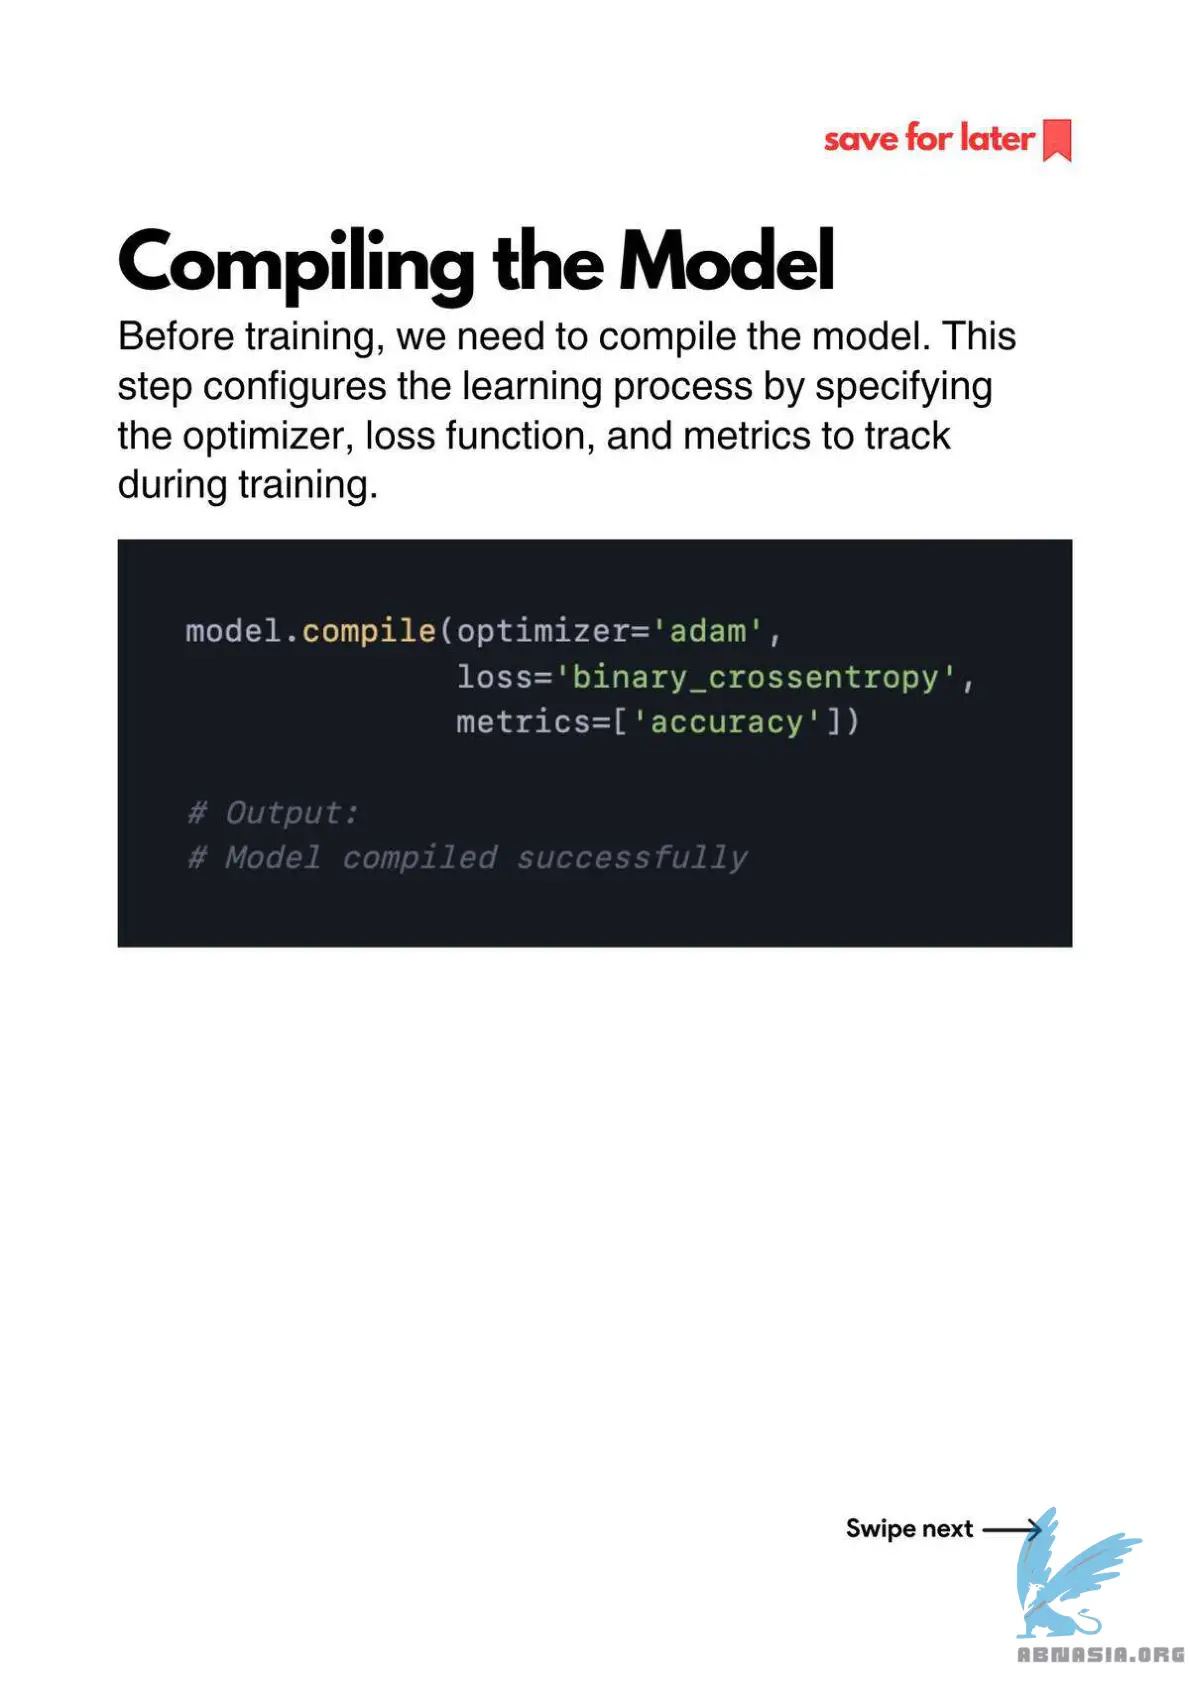 save for later
Compiling the Model
Before training, we need to compile the model. This
step configures the learning process by specifying
the optimizer, loss function, and metrics to track
during training.
model.compile(optimizer='adam',
loss='binary_crossentropy',
metrics=['accuracy'])
# Output:
# Model compiled successfully
Swipe next
ABNASIA.ORG